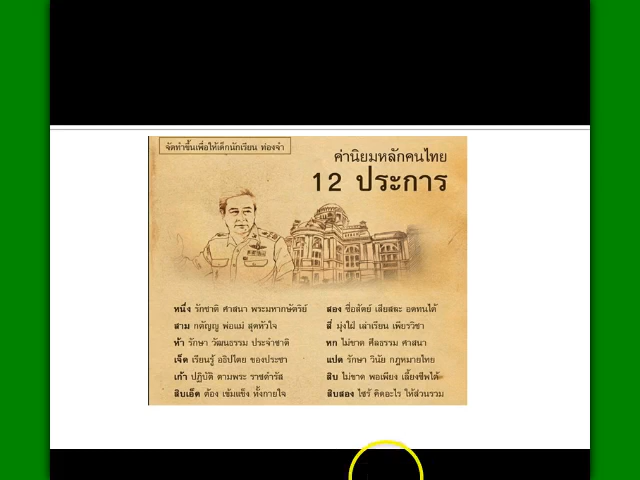 จัดทำขึ้นเพื่อให้เด็กนักเรียน ท่องจำ
ค่านิยมหลักคนไทย
12 ประการ
หนึ่ง รักชาติ ศาสนา พระมหากษัตริย์
สอง ซื่อสัตย์ เสียสละ อดทนได้
สาม กตัญญู พ่อแม่ สุดหัวใจ
สี่ มุ่งใฝ่ เล่าเรียน เพียรวิชา
ห้า รักษา วัฒนธรรม ประจำชาติ
หก ไม่ขาด ศีลธรรม ศาสนา
เจ็ด เรียนรู้ อธิปไตย ของประชา
แปด รักษา วินัย กฎหมายไทย
เก้า ปฏิบัติ ตามพระ ราชดำรัส
สิบ ไม่ขาด พอเพียง เลี้ยงชีพได้
สิบเอ็ด ต้อง เข้มแข็ง ทั้งกายใจ
สิบสอง ไซร้ คิดอะไร ให้ส่วนรวม